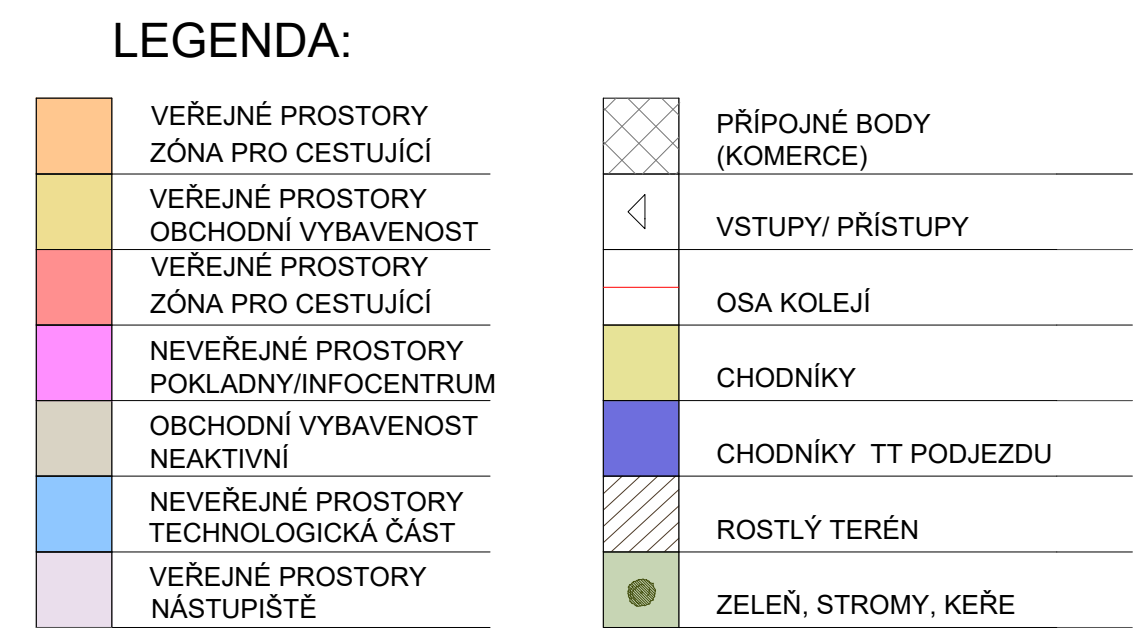 LEGENDA:
VEŘEJNÉ PROSTORY
ZÓNA PRO CESTUJÍCÍ
VEŘEJNÉ PROSTORY
OBCHODNÍ VYBAVENOST
VEŘEJNÉ PROSTORY
ZÓNA PRO CESTUJÍCÍ
NEVEŘEJNÉ PROSTORY
POKLADNY/INFOCENTRUM
OBCHODNÍ VYBAVENOST
NEAKTIVNÍ
NEVEŘEJNÉ PROSTORY
TECHNOLOGICKÁ ČÁST
VEŘEJNÉ PROSTORY
NÁSTUPIŠTĚ
PŘÍPOJNÉ BODY
(KOMERCE)
VSTUPY/ PŘÍSTUPY
OSA KOLEJÍ
CHODNÍKY
CHODNÍKY TT PODJEZDU
ROSTLÝ TERÉN
ZELEŇ, STROMY, KEŘE